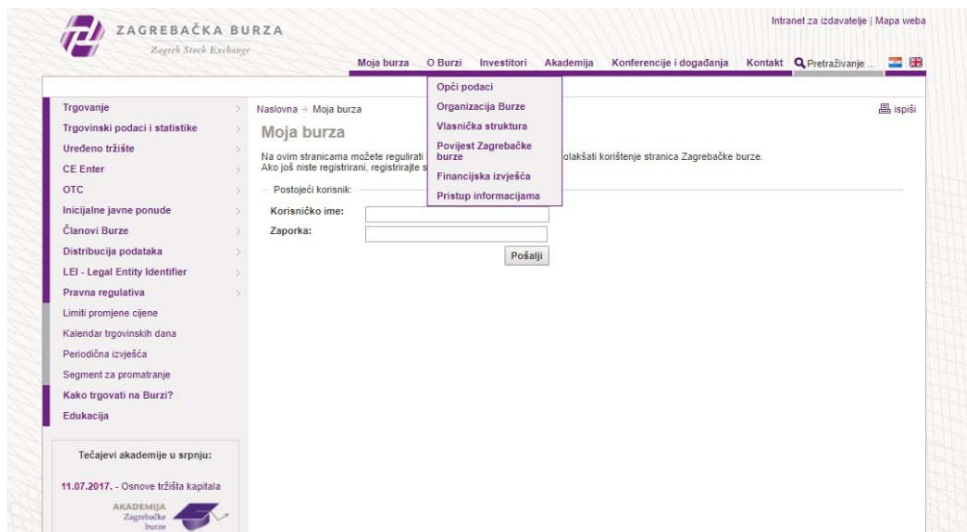 ZAGREBAČKA BURZA
Zagreb Stock Exchange
Intranet za izdavatelje | Mapa weba
Moja burza O Burzi Investitori Akademija Konferencije i događanja Kontakt Pretraživanje ...
Opći podaci
Organizacija Burze
Vlasnička struktura
Povijest Zagrebačke
burze
Financijska izvješća
Pristup informacijama
Trgovanje
Trgovinski podaci i statistike
Uređeno tržište
CE Enter
OTC
Inicijalne javne ponude
Članovi Burze
Distribucija podataka
LEI - Legal Entity Identifier
Pravna regulativa
Limiti promjene cijene
Kalendar trgovinskih dana
Periodična izvješća
Segment za promatranje
Kako trgovati na Burzi?
Edukacija
Tečajevi akademije u srpnju:
11.07.2017. - Osnove tržišta kapitala
AKADEMIJA
Zagrebačke
burze
Naslovna → Moja burza
ispiši
Moja burza
Na ovim stranicama možete regulirati olakšati korištenje stranica Zagrebačke burze.
Ako još niste registrirani, registrirajte s
Postojeći korisnik:
Korisničko ime:
Zaporka:
Pošalji